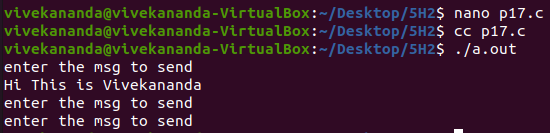 vivekananda@vivekananda-VirtualBox:~/Desktop/5H2$ nano p17.c
vivekananda@vivekananda-VirtualBox:~/Desktop/5H2$ cc p17.c
vivekananda@vivekananda-VirtualBox:~/Desktop/5H2$ ./a.out
enter the msg to send
Hi This is Vivekananda
enter the msg to send
enter the msg to send